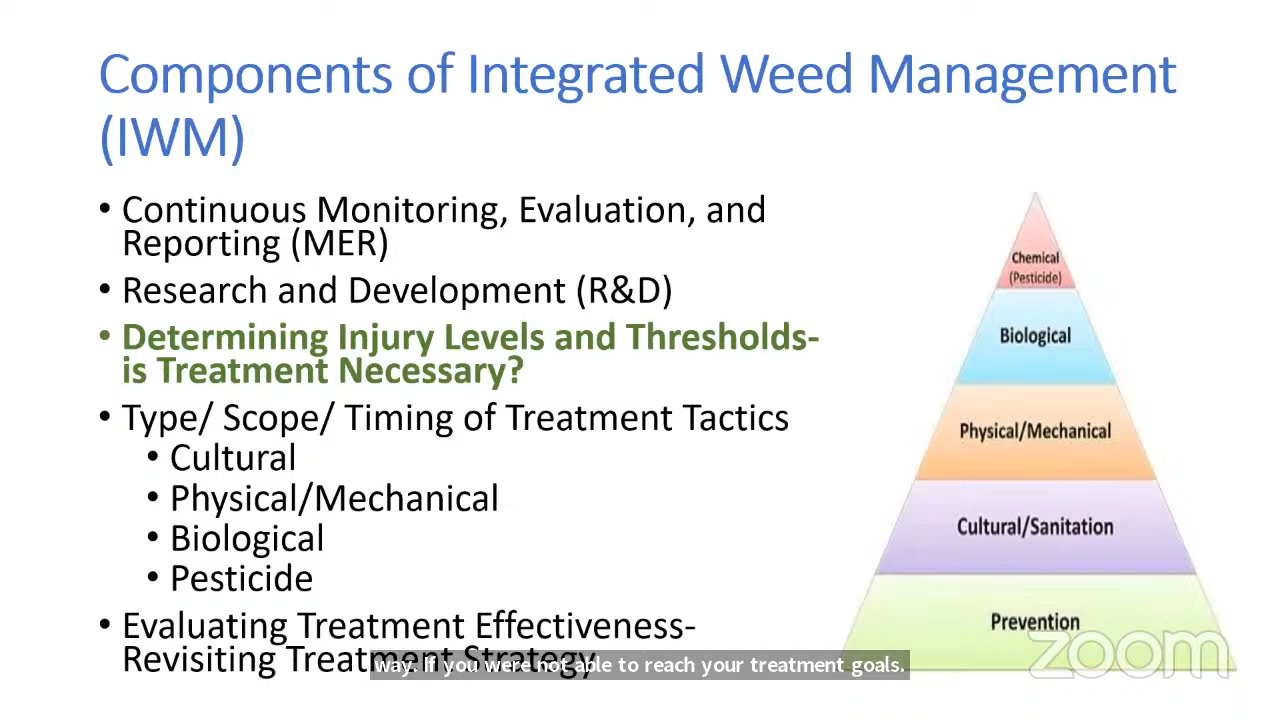 Components of Integrated Weed Management
(IWM)
• Continuous Monitoring, Evaluation, and
Reporting (MER)
• Research and Development (R&D)
• Determining Injury Levels and Thresholds-
is Treatment Necessary?
• Type/ Scope/ Timing of Treatment Tactics
• Cultural
• Physical/Mechanical
• Biological
• Pesticide
• Evaluating Treatment Effectiveness-
Revisiting Treatment Strategy
Chemical
(Pesticide)
Biological
Physical/Mechanical
Cultural/Sanitation
Prevention
zoom
way. If you were not able to reach your treatment goals.